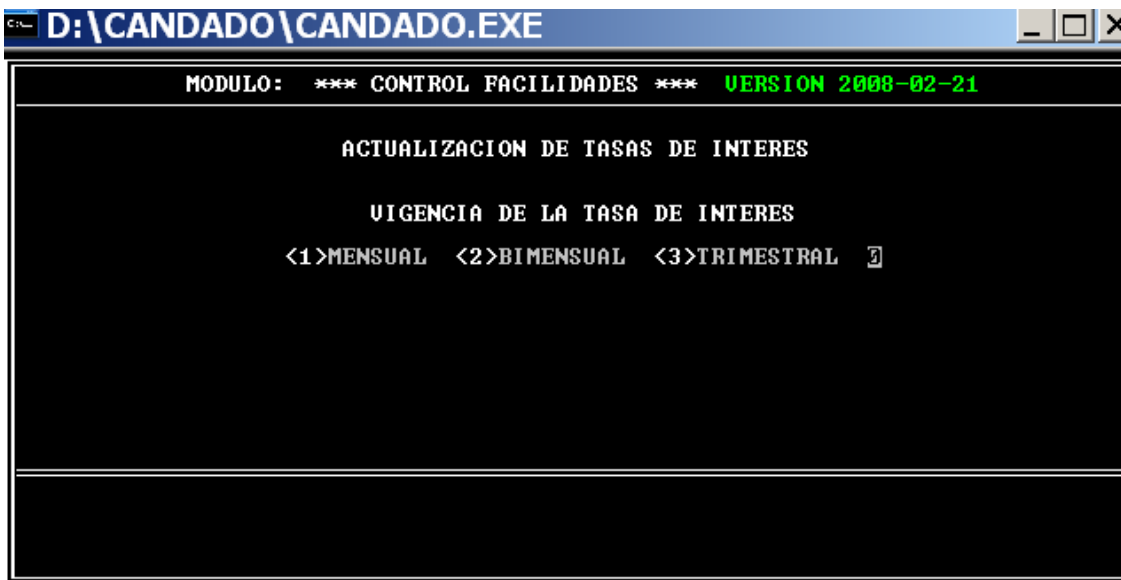 D:\CANDADO\CANDADO.EXE
MODULO: *** CONTROL FACILIDADES *** VERSION 2008-02-21
ACTUALIZACION DE TASAS DE INTERES
VIGENCIA DE LA TASA DE INTERES
<1>MENSUAL <2>BIMENSUAL <3>TRIMESTRAL